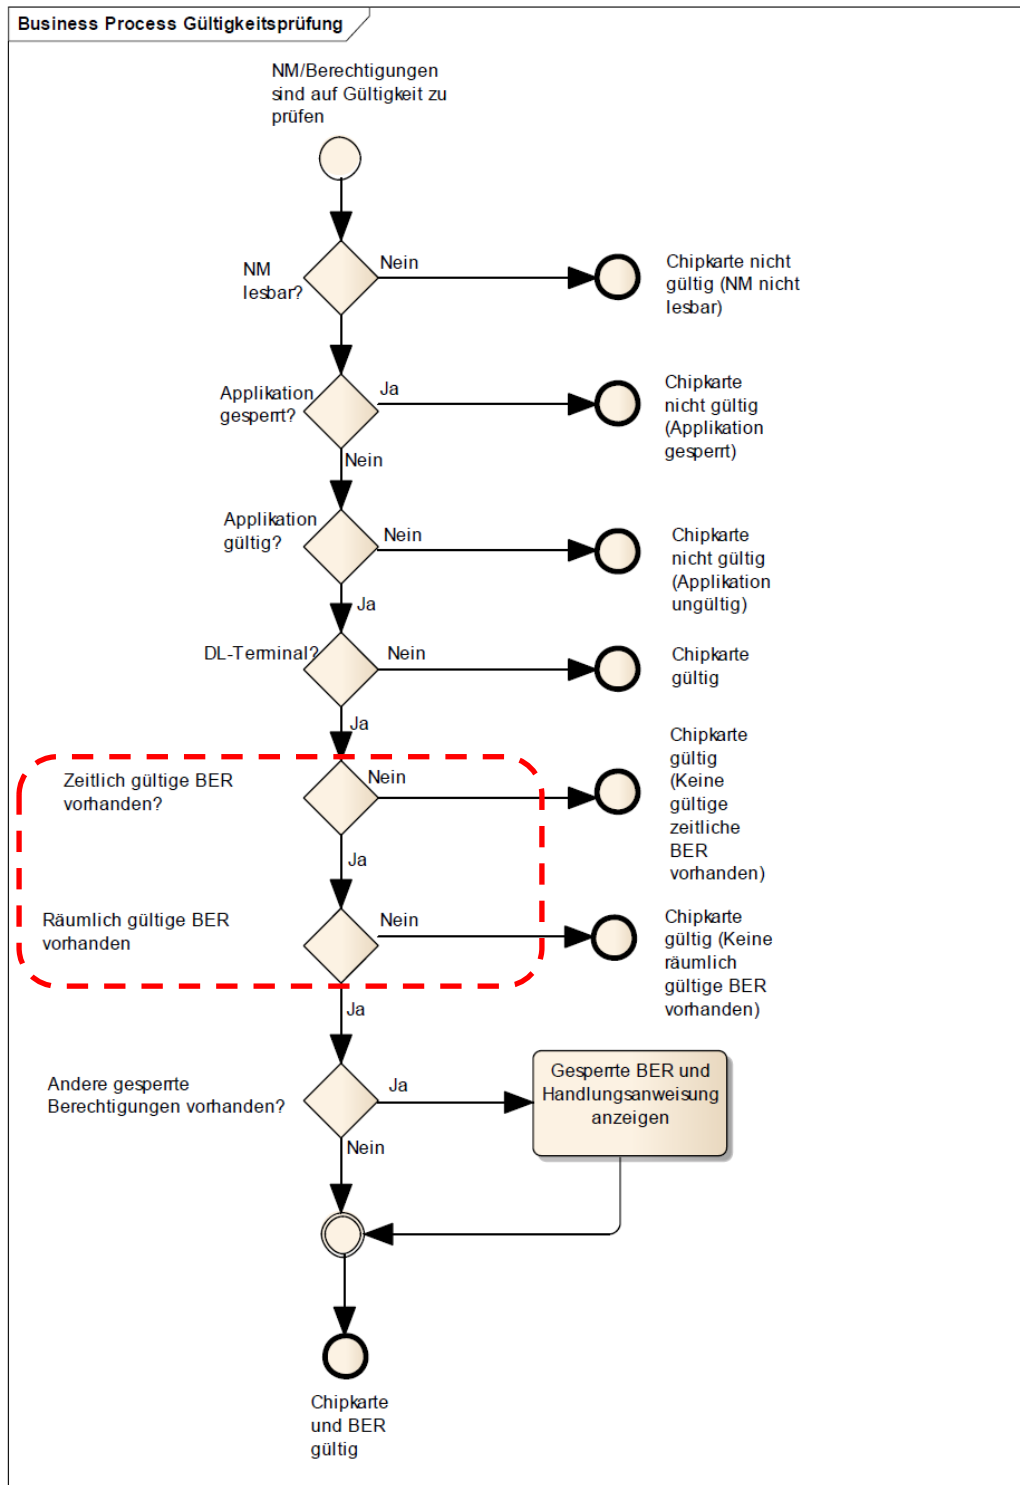 Business Process Gültigkeitsprüfung
NM/Berechtigungen
sind auf Gültigkeit zu
prüfen
NM
lesbar?
Nein
Chipkarte nicht
gültig (NM nicht
lesbar)
Applikation
gesperrt?
Ja
Chipkarte
nicht gültig
(Applikation
gesperrt)
Nein
Applikation
gültig?
Nein
Chipkarte
nicht gültig
(Applikation
ungültig)
Ja
DL-Terminal?
Nein
Chipkarte
gültig
Ja
Zeitlich gültige BER
vorhanden?
Nein
Chipkarte
gültig
(Keine
gültige
zeitliche
BER
vorhanden)
Ja
Räumlich gültige BER
vorhanden
Nein
Chipkarte
gültig (Keine
räumlich
gültige BER
vorhanden)
Ja
Andere gesperrte
Berechtigungen vorhanden?
Ja
Gesperrte BER und
Handlungsanweisung
anzeigen
Nein
Chipkarte
und BER
gültig